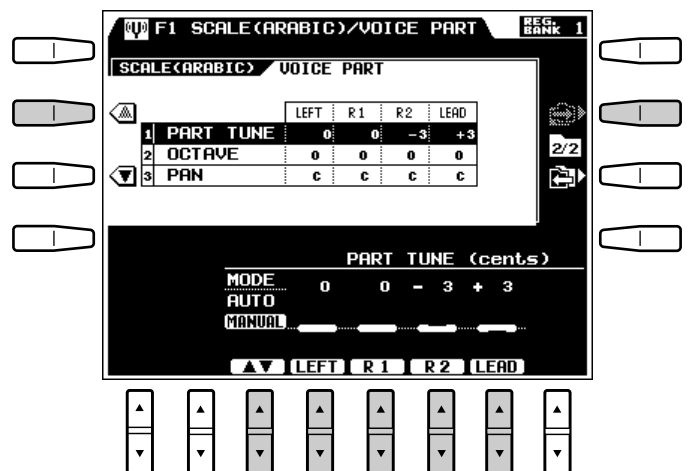 F1 SCALE(ARABIC)/VOICE PART REG. BANK 1
SCALE(ARABIC) VOICE PART
LEFT R1 R2 LEAD
1 PART TUNE 0 0 -3 +3
2 OCTAVE 0 0 0 0 2/2
3 PAN C C C C
PART TUNE (cents)
MODE 0 0 - 3 + 3
AUTO
MANUAL
▲▼ LEFT R1 R2 LEAD